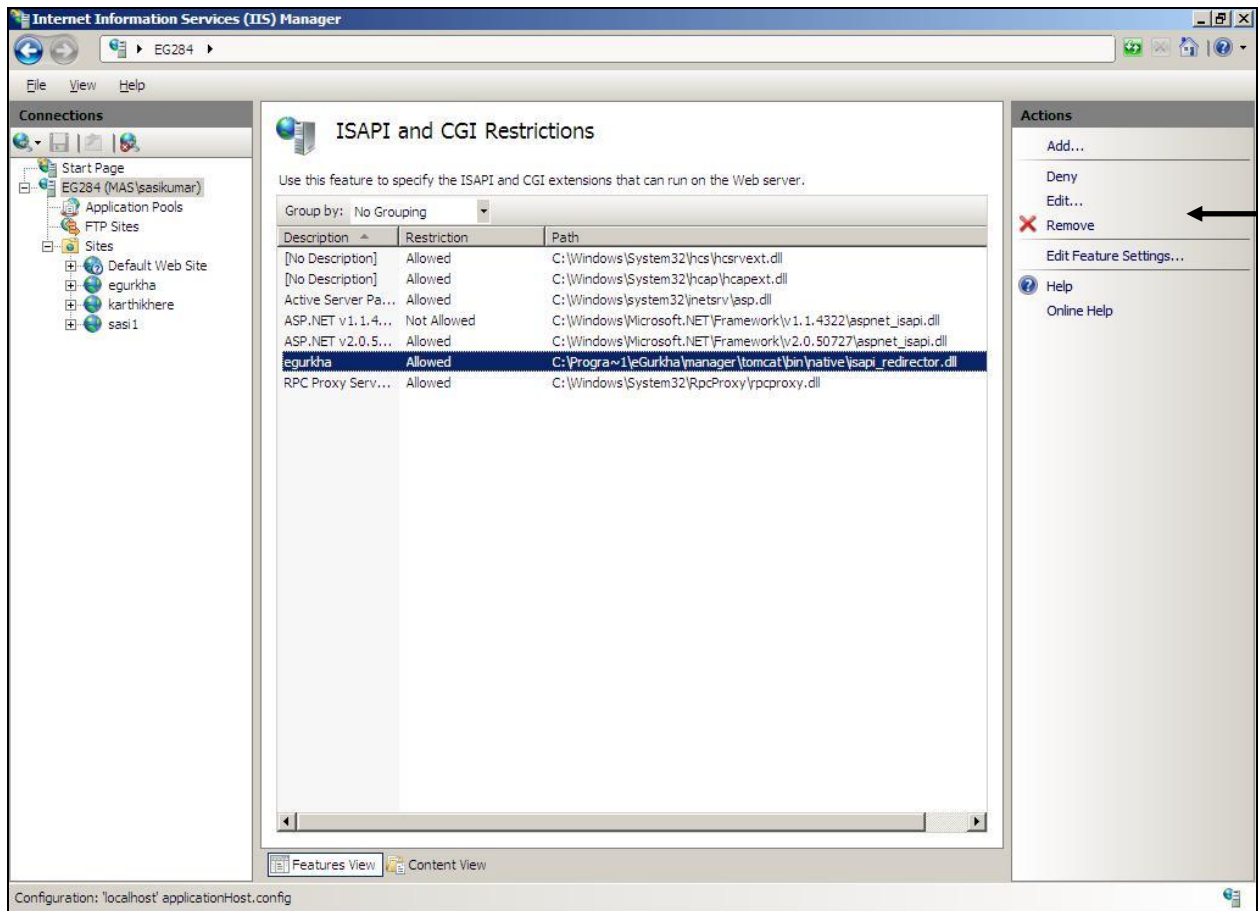 Internet Information Services (IIS) Manager
EG284
File View Help
Connections
Start Page
EG284 (MAS\sasikumar)
Application Pools
FTP Sites
Sites
Default Web Site
egurkha
karthikhere
sasi1
ISAPI and CGI Restrictions
Use this feature to specify the ISAPI and CGI extensions that can run on the Web server.
Group by: No Grouping
Description Restriction Path
[No Description] Allowed C:\Windows\System32\hcs\hcsrvext.dll
[No Description] Allowed C:\Windows\System32\hcap\hcapext.dll
Active Server Pa... Allowed C:\Windows\system32\inetsrv\asp.dll
ASP.NET v1.1.4... Not Allowed C:\Windows\Microsoft.NET\Framework\v1.1.4322\aspnet_isapi.dll
ASP.NET v2.0.5... Allowed C:\Windows\Microsoft.NET\Framework\v2.0.50727\aspnet_isapi.dll
egurkha Allowed C:\Progra~1\eGurkha\manager\tomcat\bin\native\isapi_redirector.dll
RPC Proxy Serv... Allowed C:\Windows\System32\RpcProxy\rpcproxy.dll
Features View Content View
Actions
Add...
Deny
Edit...
Remove
Edit Feature Settings...
Help
Online Help
Configuration: 'localhost' applicationHost.config